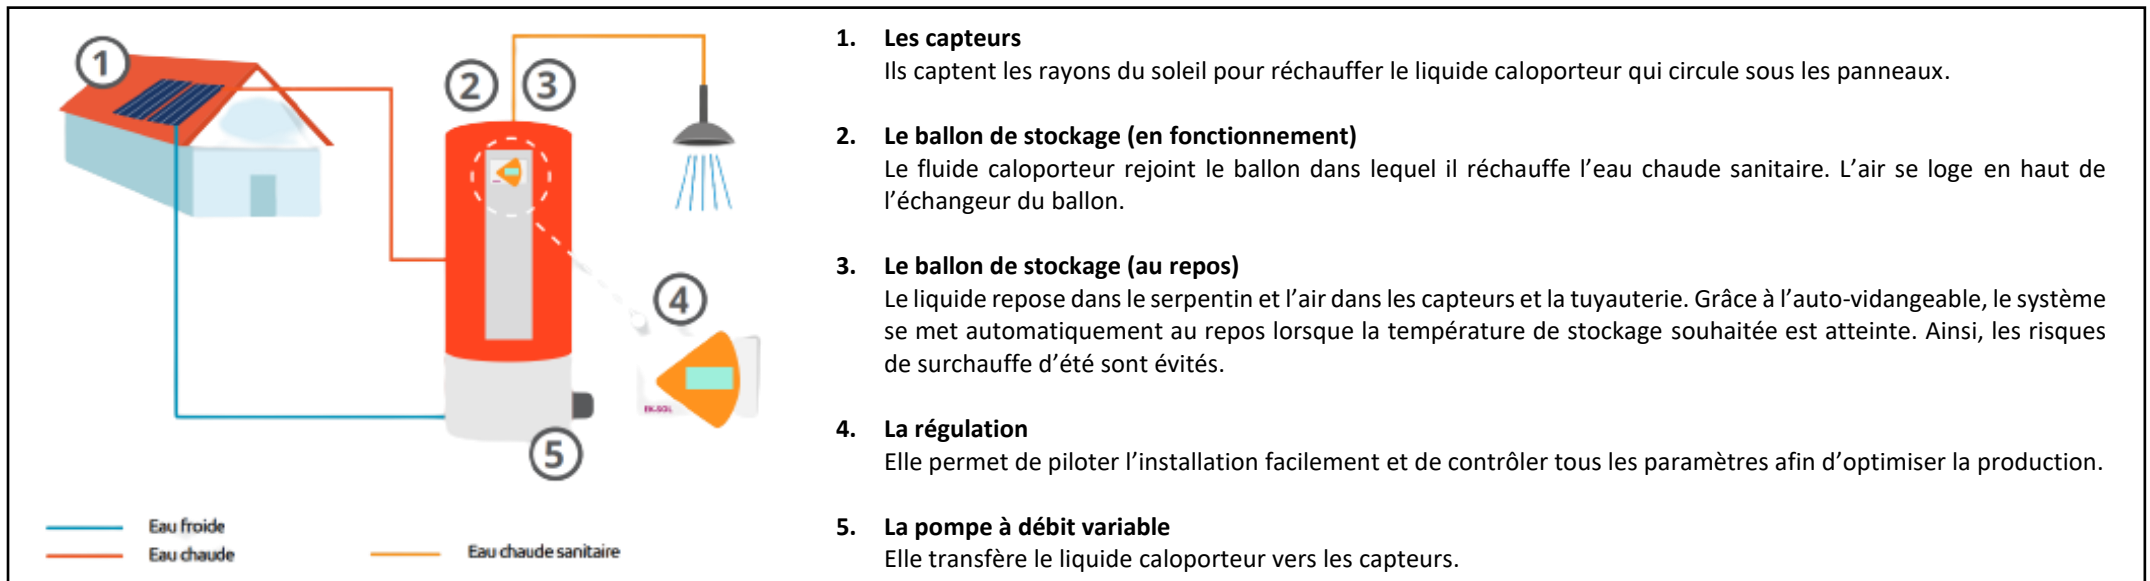 1
2
3
4
5
Eau froide
Eau chaude
Eau chaude sanitaire
1. Les capteurs
Ils captent les rayons du soleil pour réchauffer le liquide caloporteur qui circule sous les panneaux.
2. Le ballon de stockage (en fonctionnement)
Le fluide caloporteur rejoint le ballon dans lequel il réchauffe l’eau chaude sanitaire. L’air se loge en haut de
l’échangeur du ballon.
3. Le ballon de stockage (au repos)
Le liquide repose dans le serpentin et l’air dans les capteurs et la tuyauterie. Grâce à l’auto-vidangeable, le système
se met automatiquement au repos lorsque la température de stockage souhaitée est atteinte. Ainsi, les risques
de surchauffe d’été sont évités.
4. La régulation
Elle permet de piloter l’installation facilement et de contrôler tous les paramètres afin d’optimiser la production.
5. La pompe à débit variable
Elle transfère le liquide caloporteur vers les capteurs.